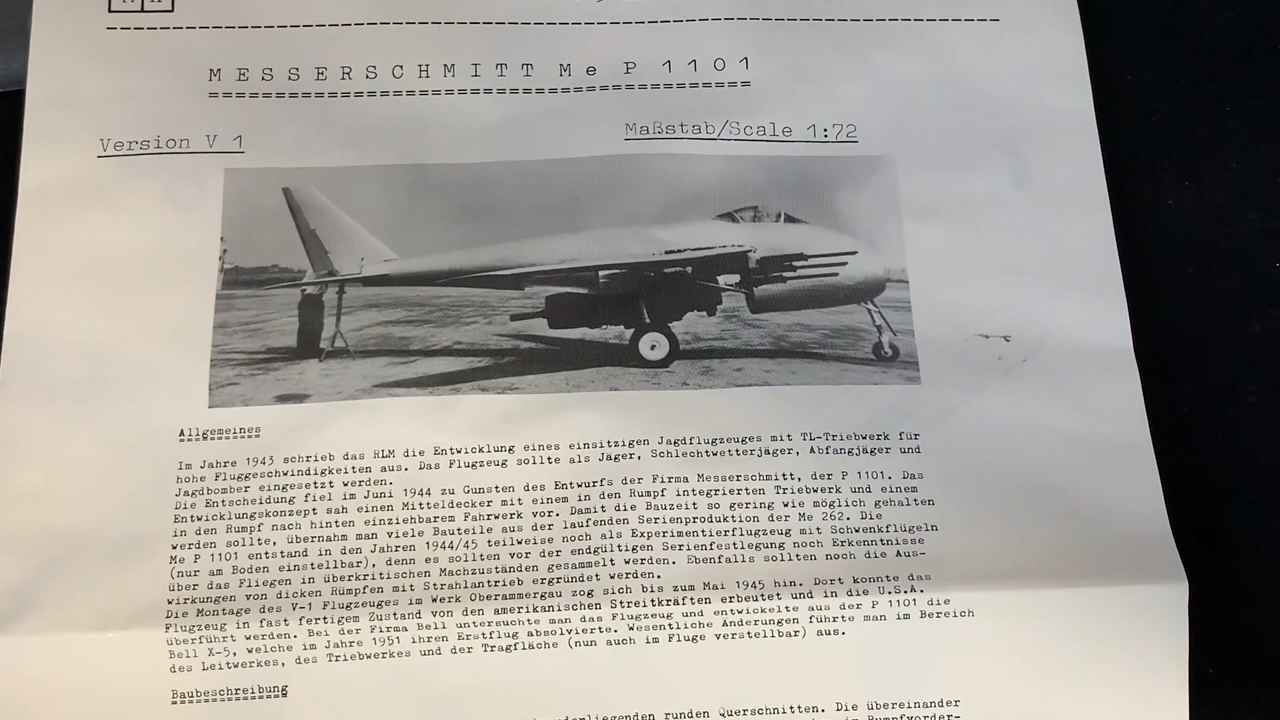 MESSERSCHMITT Me P 1101
Version V 1
Maßstab/Scale 1:72
Allgemeines
Im Jahre 1943 schrieb das RLM die Entwicklung eines einsitzigen Jagdflugzeuges mit TL-Triebwerk für
hohe Fluggeschwindigkeiten aus. Das Flugzeug sollte als Jäger, Schlechtwetterjäger, Abfangjäger und
Jagdbomber eingesetzt werden.
Die Entscheidung fiel im Juni 1944 zu Gunsten des Entwurfs der Firma Messerschmitt, der P 1101. Das
Entwicklungskonzept sah einen Mitteldecker mit einem in den Rumpf integrierten Triebwerk und einem
in den Rumpf nach hinten einziehbarem Fahrwerk vor. Damit die Bauzeit so gering wie möglich gehalten
werden sollte, übernahm man viele Bauteile aus der laufenden Serienproduktion der Me 262. Die
Me P 1101 entstand in den Jahren 1944/45 teilweise noch als Experimentierflugzeug mit Schwenkflügeln
(nur am Boden einstellbar), denn es sollten vor der endgültigen Serienfestlegung noch Erkenntnisse
über das Fliegen in überkritischen Machzuständen gesammelt werden. Ebenfalls sollten noch die Aus-
wirkungen von dicken Rümpfen mit Strahlantrieb ergründet werden.
Die Montage des V-1 Flugzeuges im Werk Oberammergau zog sich bis zum Mai 1945 hin. Dort konnte das
Flugzeug in fast fertigem Zustand von den amerikanischen Streitkräften erbeutet und in die U.S.A.
überführt werden. Bei der Firma Bell untersuchte man das Flugzeug und entwickelte aus der P 1101 die
Bell X-5, welche im Jahre 1951 ihren Erstflug absolvierte. Wesentliche Änderungen führte man im Bereich
des Leitwerkes, des Triebwerkes und der Tragfläche (nun auch im Fluge verstellbar) aus.
Baubeschreibung
runden Querschnitten. Die übereinander